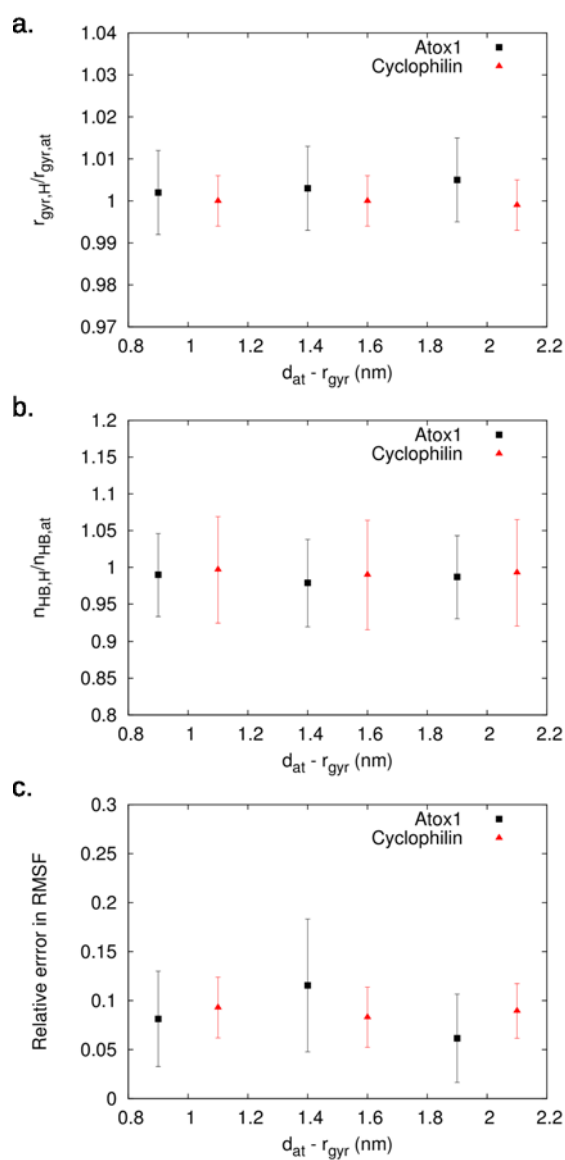 a.
1.04
1.03
1.02
1.01
1
0.99
0.98
0.97
r_gyr,H/r_gyr,at
Atox1
Cyclophilin
0.8 1 1.2 1.4 1.6 1.8 2 2.2
d_at - r_gyr (nm)
b.
1.2
1.15
1.1
1.05
1
0.95
0.9
0.85
0.8
n_HB,H/n_HB,at
Atox1
Cyclophilin
0.8 1 1.2 1.4 1.6 1.8 2 2.2
d_at - r_gyr (nm)
c.
0.3
0.25
0.2
0.15
0.1
0.05
0
Relative errror in RMSF
Atox1
Cyclophilin
0.8 1 1.2 1.4 1.6 1.8 2 2.2
d_at - r_gyr (nm)